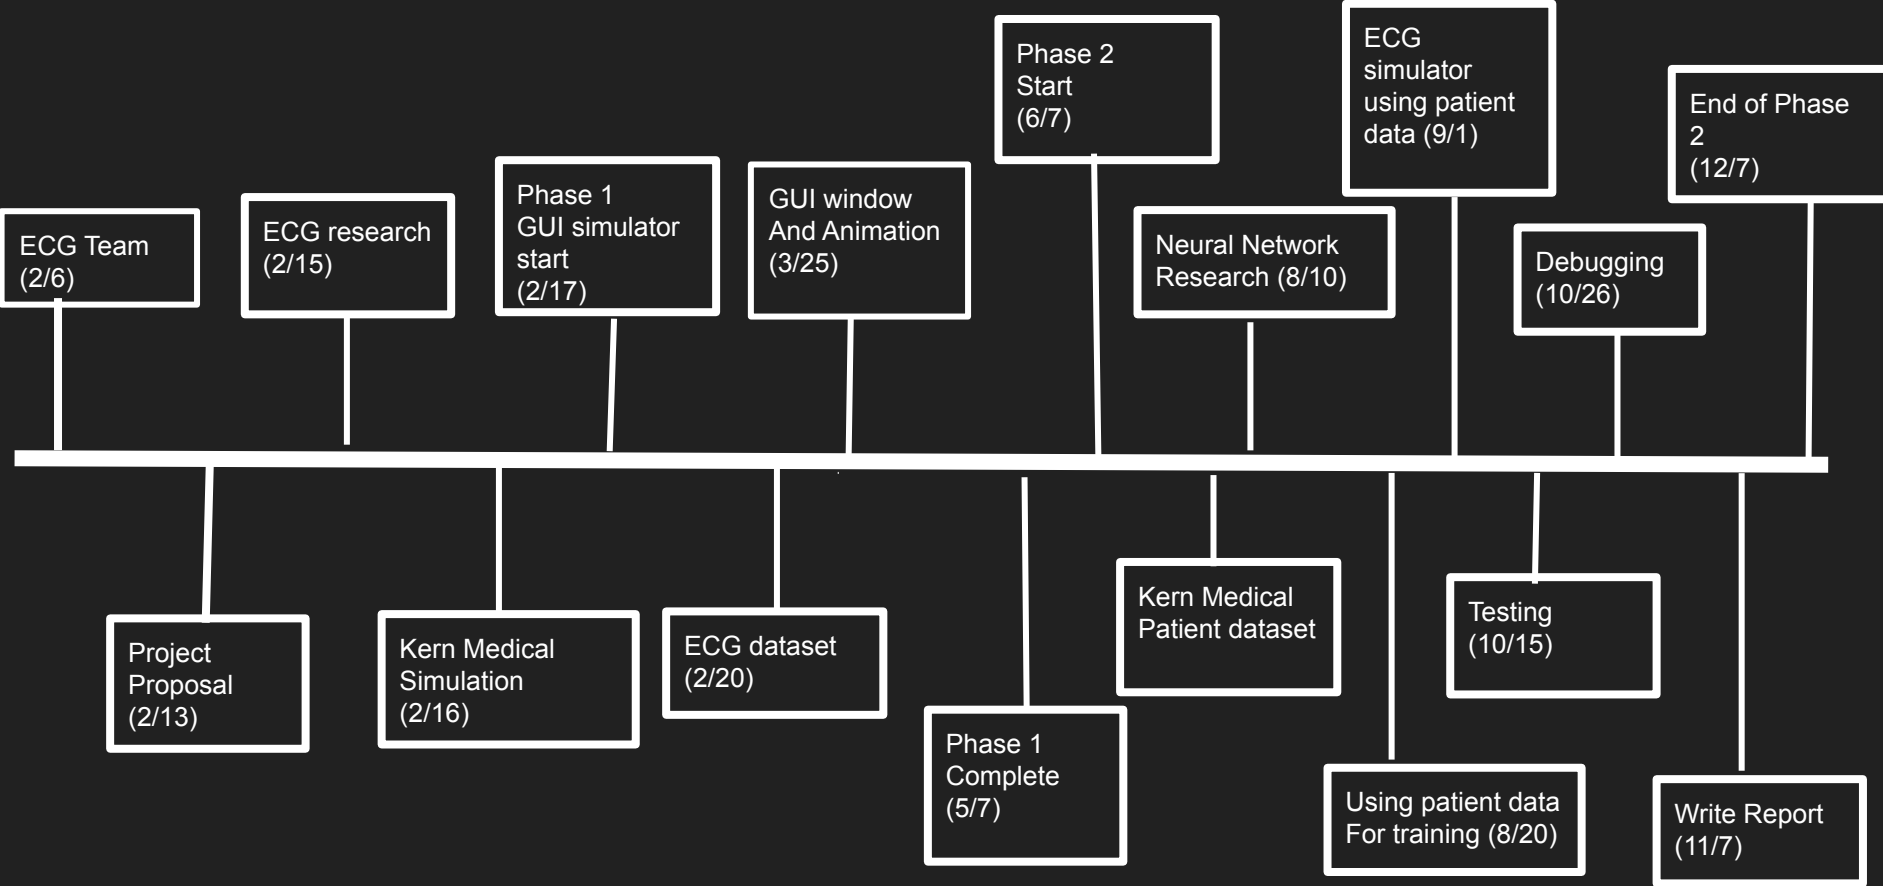 ECG Team
(2/6)
Project
Proposal
(2/13)
ECG research
(2/15)
Kern Medical
Simulation
(2/16)
Phase 1
GUI simulator
start
(2/17)
ECG dataset
(2/20)
GUI window
And Animation
(3/25)
Phase 1
Complete
(5/7)
Phase 2
Start
(6/7)
Kern Medical
Patient dataset
Neural Network
Research (8/10)
Using patient data
For training (8/20)
ECG
simulator
using patient
data (9/1)
Testing
(10/15)
Debugging
(10/26)
Write Report
(11/7)
End of Phase
2
(12/7)